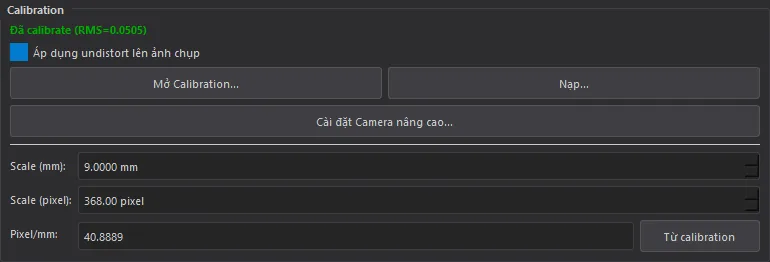 Calibration
Đã calibrate (RMS=0.0505)
Áp dụng undistort lên ảnh chụp
Mở Calibration... Nạp...
Cài đặt Camera nâng cao...
Scale (mm): 9.0000 mm
Scale (pixel): 368.00 pixel
Pixel/mm: 40.8889 Từ calibration